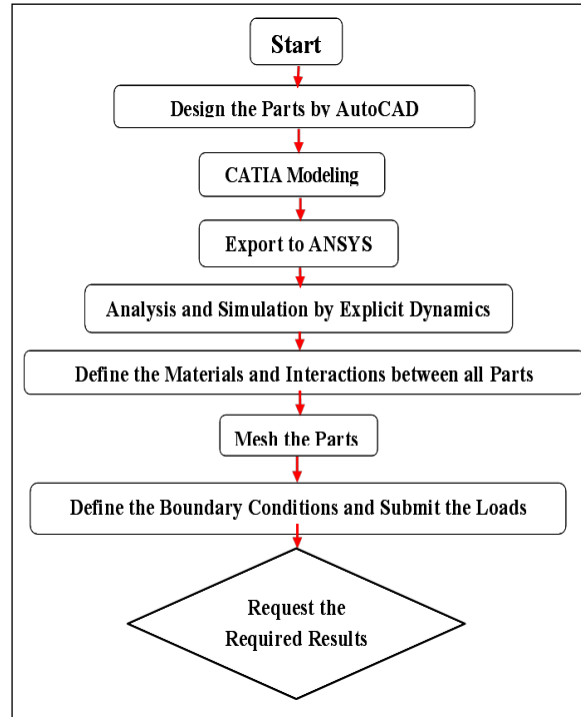 Start
Design the Parts by AutoCAD
CATIA Modeling
Export to ANSYS
Analysis and Simulation by Explicit Dynamics
Define the Materials and Interactions between all Parts
Mesh the Parts
Define the Boundary Conditions and Submit the Loads
Request the
Required Results